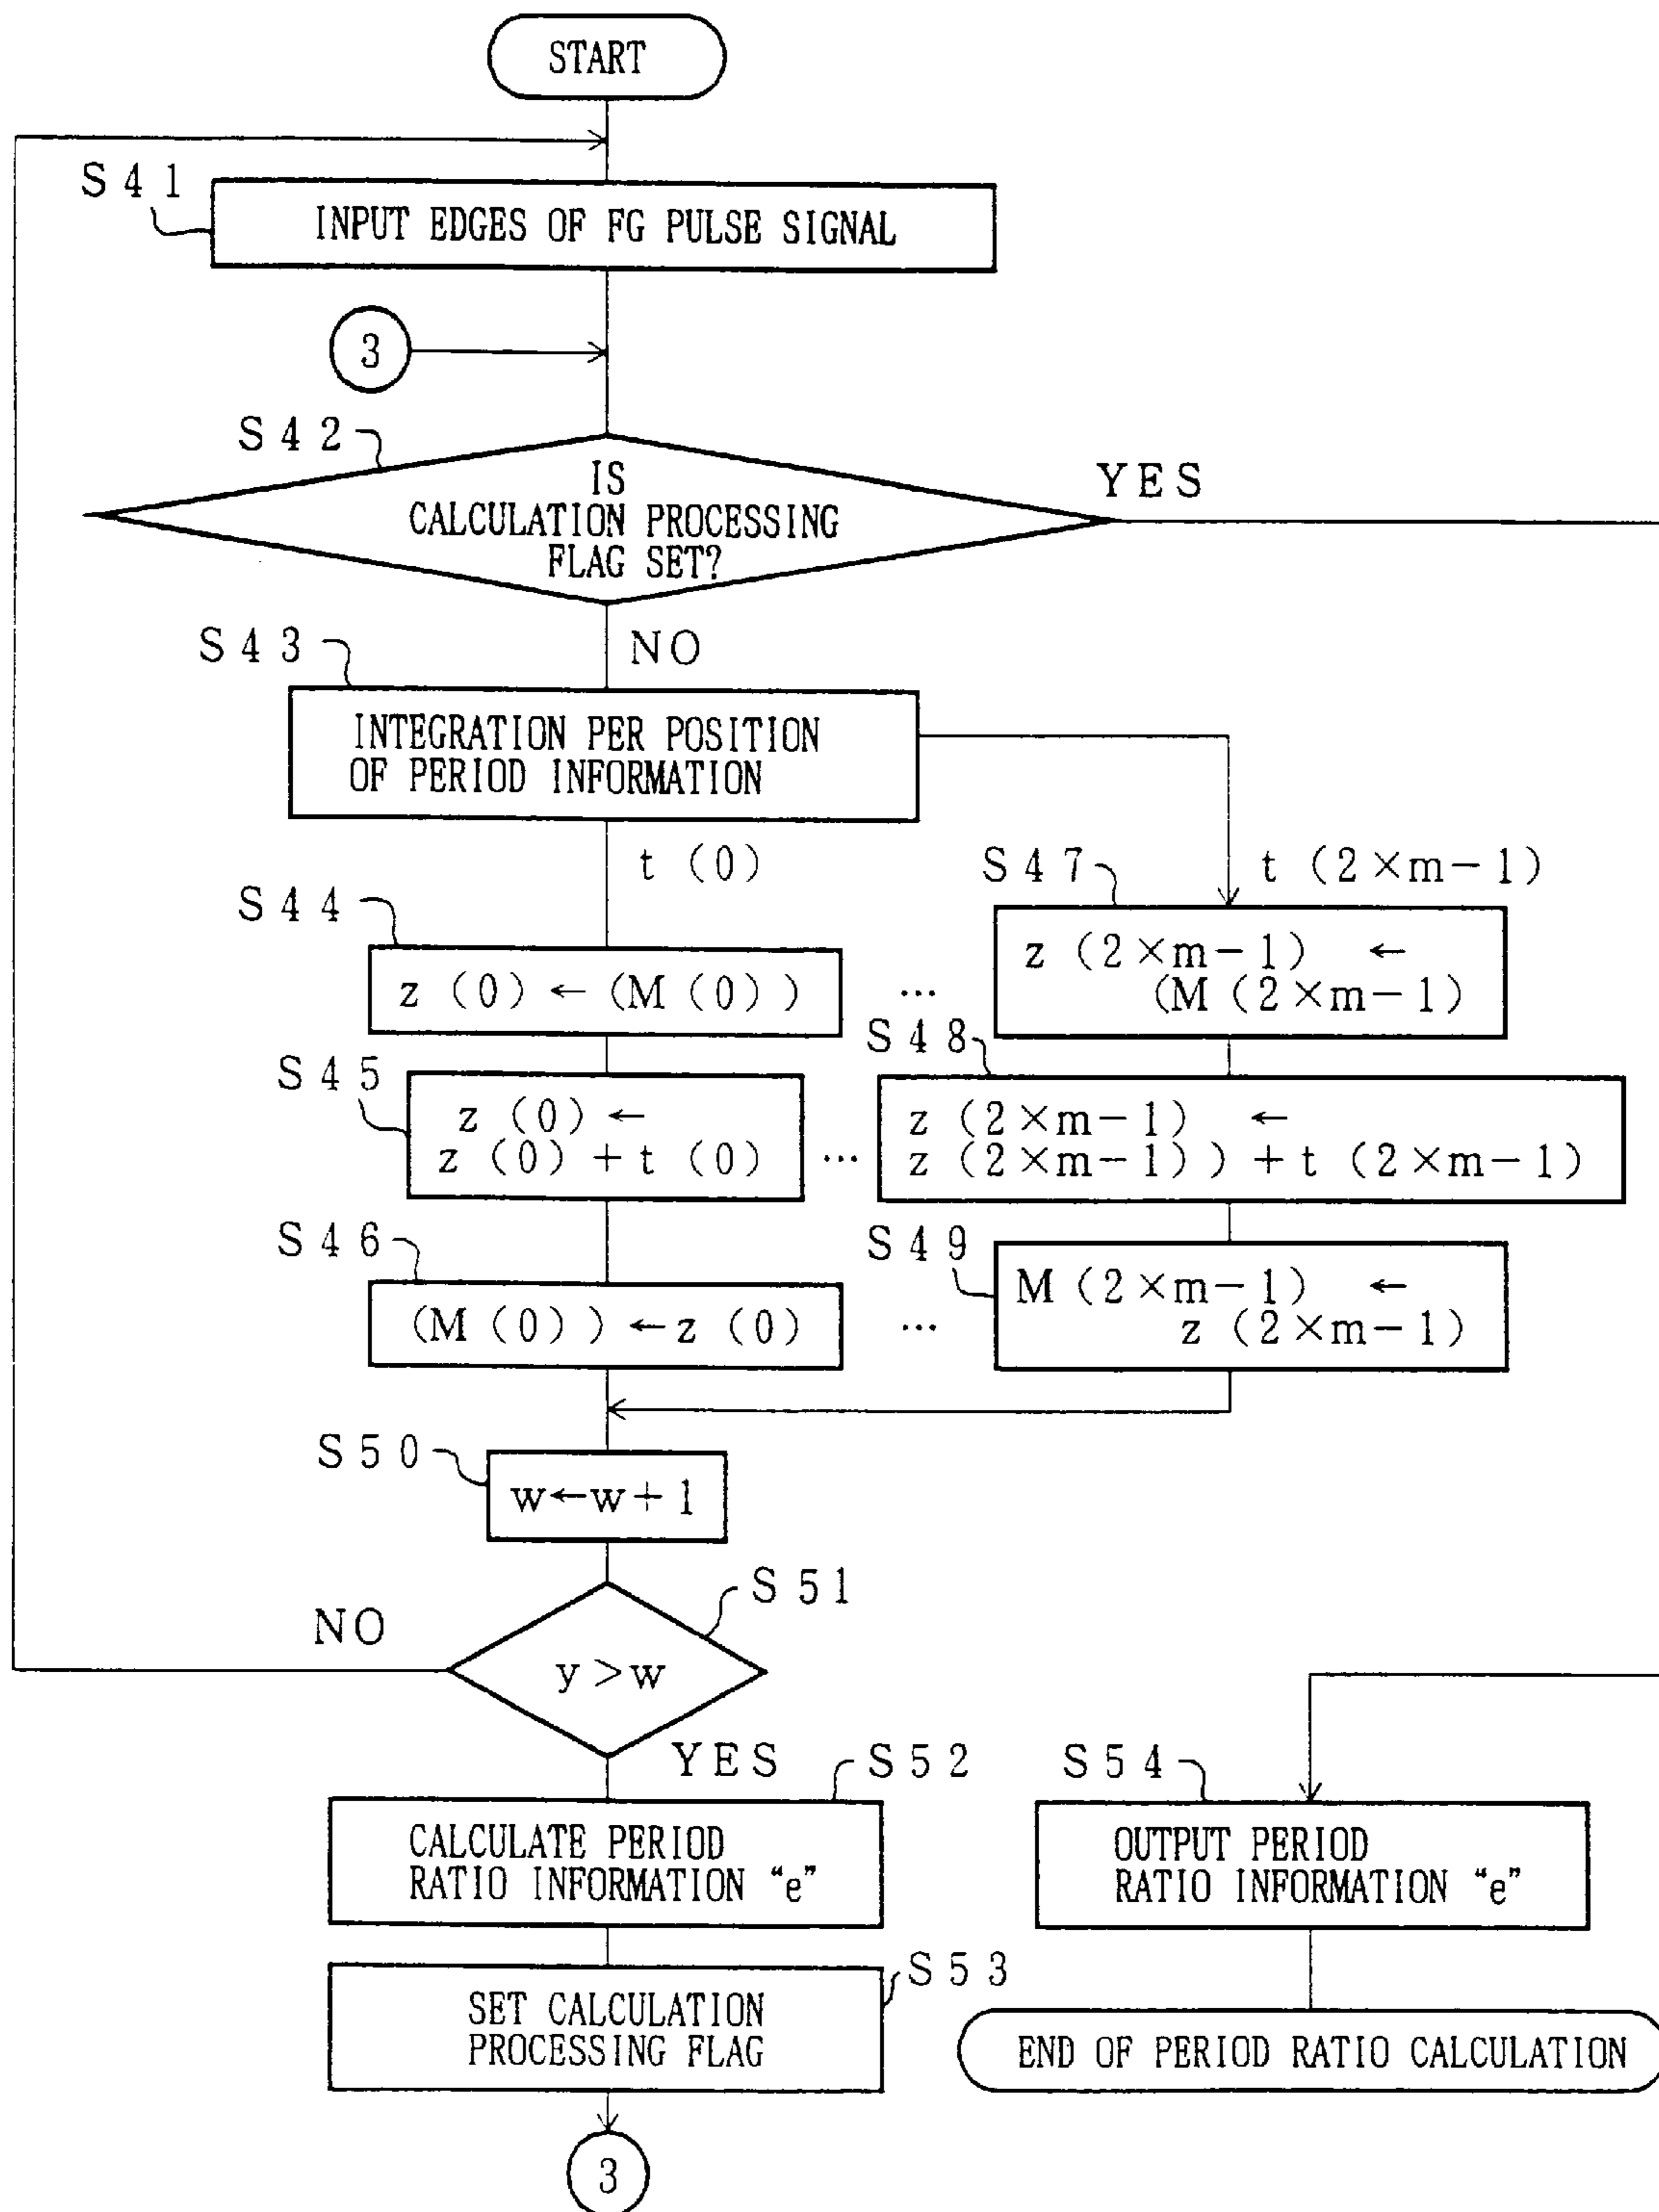 START
S41
INPUT EDGES OF FG PULSE SIGNAL
3
S42
IS
CALCULATION PROCESSING
FLAG SET?
YES
NO
S43
INTEGRATION PER POSITION
OF PERIOD INFORMATION
t (0)
S47
t (2×m−1)
S44
z (0) ← (M (0))
...
z (2×m−1) ←
(M (2×m−1)
S45
z (0) ←
z (0) + t (0)
...
S48
z (2×m−1) ←
z (2×m−1)) + t (2×m−1)
S46
(M (0)) ← z (0)
...
S49
M (2×m−1) ←
z (2×m−1)
S50
w←w+1
S51
NO
y>w
YES
S52
CALCULATE PERIOD
RATIO INFORMATION “e”
S54
OUTPUT PERIOD
RATIO INFORMATION “e”
S53
SET CALCULATION
PROCESSING FLAG
END OF PERIOD RATIO CALCULATION
3